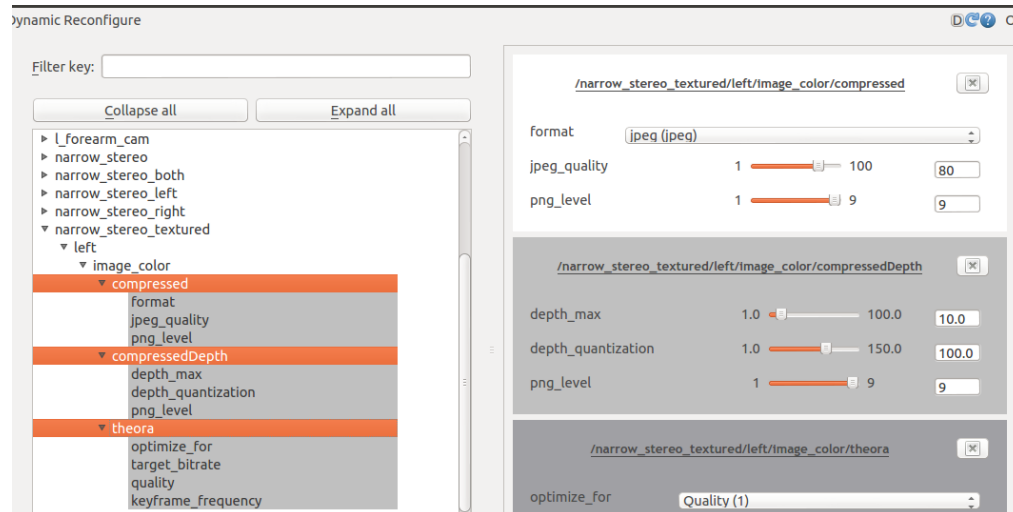 Dynamic Reconfigure
D
Filter key:
Collapse all
Expand all
l_forearm_cam
narrow_stereo
narrow_stereo_both
narrow_stereo_left
narrow_stereo_right
narrow_stereo_textured
left
image_color
compressed
format
jpeg_quality
png_level
compressedDepth
depth_max
depth_quantization
png_level
theora
optimize_for
target_bitrate
quality
keyframe_frequency
/narrow_stereo_textured/left/image_color/compressed
format jpeg (jpeg)
jpeg_quality 1 100 80
png_level 1 9 9
/narrow_stereo_textured/left/image_color/compressedDepth
depth_max 1.0 100.0 10.0
depth_quantization 1.0 150.0 100.0
png_level 1 9 9
/narrow_stereo_textured/left/image_color/theora
optimize_for Quality (1)